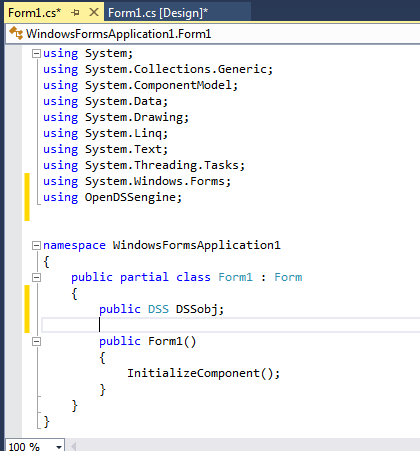 Form1.cs* Form1.cs [Design]*
WindowsFormsApplication1.Form1
using System;
using System.Collections.Generic;
using System.ComponentModel;
using System.Data;
using System.Drawing;
using System.Linq;
using System.Text;
using System.Threading.Tasks;
using System.Windows.Forms;
using OpenDSSengine;
namespace WindowsFormsApplication1
{
public partial class Form1 : Form
{
public DSS DSSobj;
public Form1()
{
InitializeComponent();
}
}
}
100 %